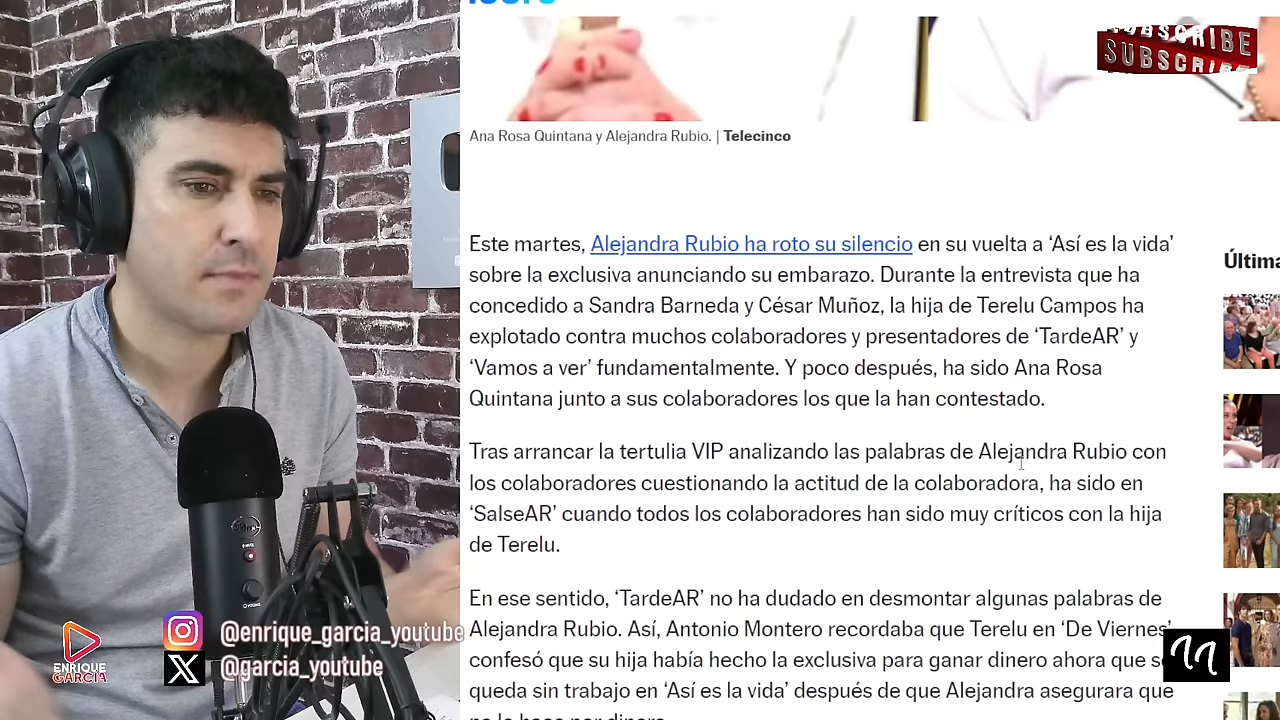 SUBSCRIBE
SUBSCRIBE
Ana Rosa Quintana y Alejandra Rubio. | Telecinco
Este martes, Alejandra Rubio ha roto su silencio en su vuelta a ‘Así es la vida’
sobre la exclusiva anunciando su embarazo. Durante la entrevista que ha
concedido a Sandra Barneda y César Muñoz, la hija de Terelu Campos ha
explotado contra muchos colaboradores y presentadores de ‘TardeAR’ y
‘Vamos a ver’ fundamentalmente. Y poco después, ha sido Ana Rosa
Quintana junto a sus colaboradores los que la han contestado.
Tras arrancar la tertulia VIP analizando las palabras de Alejandra Rubio con
los colaboradores cuestionando la actitud de la colaboradora, ha sido en
‘SalseAR’ cuando todos los colaboradores han sido muy críticos con la hija
de Terelu.
En ese sentido, ‘TardeAR’ no ha dudado en desmontar algunas palabras de
Alejandra Rubio. Así, Antonio Montero recordaba que Terelu en ‘De Viernes’
confesó que su hija había hecho la exclusiva para ganar dinero ahora que se
queda sin trabajo en ‘Así es la vida’ después de que Alejandra asegurara que
no lo hace por dinero.
Última
@enrique_garcia_youtube
@garcia_youtube
ENRIQUE
GARCIA